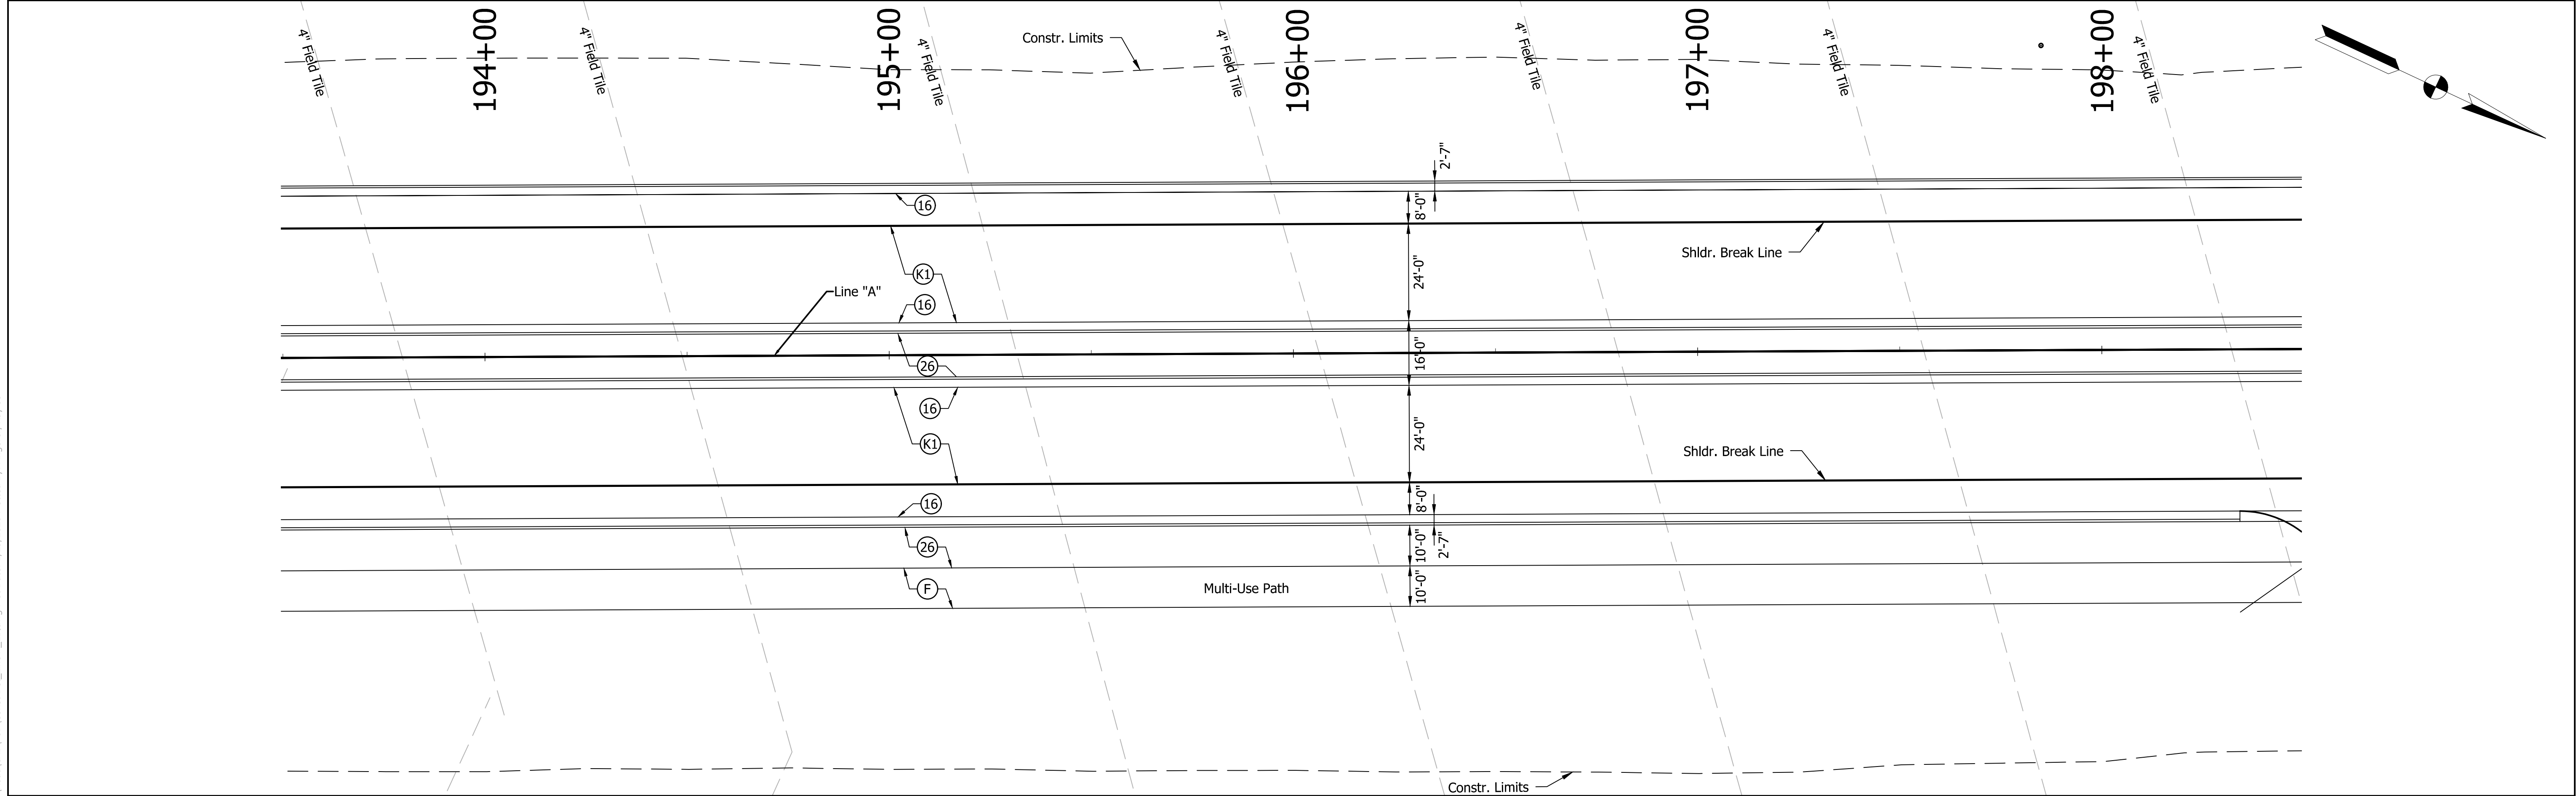 194+00
195+00
196+00
197+00
198+00
4" Field Tile
4" Field Tile
4" Field Tile
4" Field Tile
4" Field Tile
4" Field Tile
4" Field Tile
Constr. Limits
2'-7"
16
8'-0"
Shldr. Break Line
K1
24'-0"
Line "A"
16
16'-0"
26
16
K1
24'-0"
Shldr. Break Line
16
8'-0"
26
10'-0"
2'-7"
F
Multi-Use Path
10'-0"
Constr. Limits